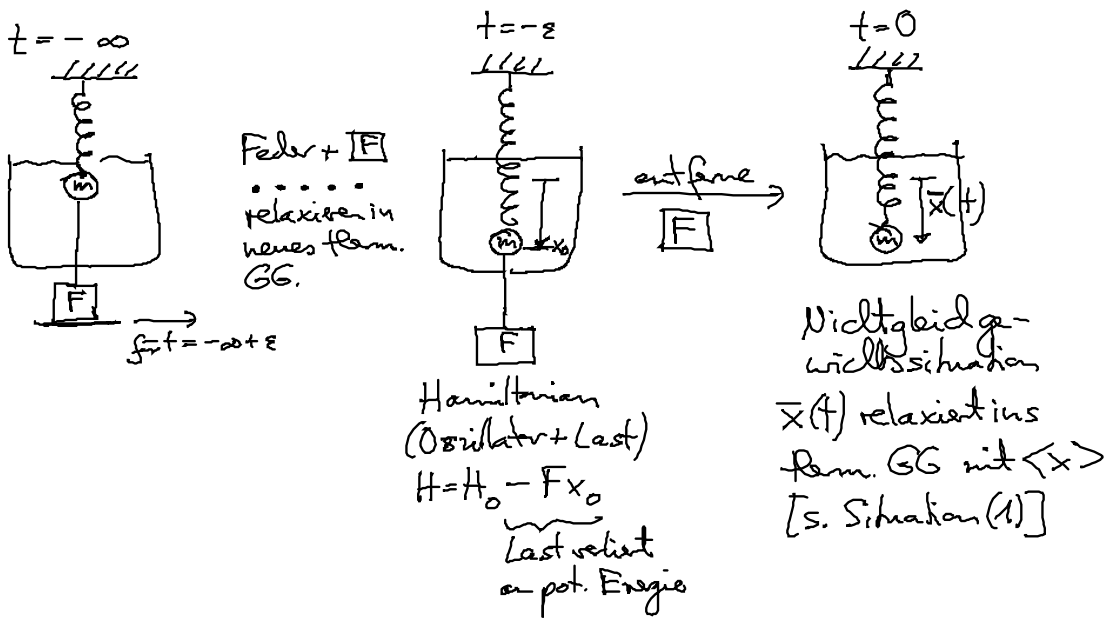 t = - ∞
m
F
für t = -∞+ε
Feder + F
• • • • •
relaxieren in
neues therm.
GG.
t = -ε
m
x₀
F
Hamiltonian
(Oszillator + Last)
H = H₀ - Fx₀
Last verliert
an pot. Energie
entferne
F
t = 0
x̄(t)
m
Nichtgleichge-
wichtssituation
x̄(t) relaxiert ins
therm. GG mit <x>
[s. Situation (1)]